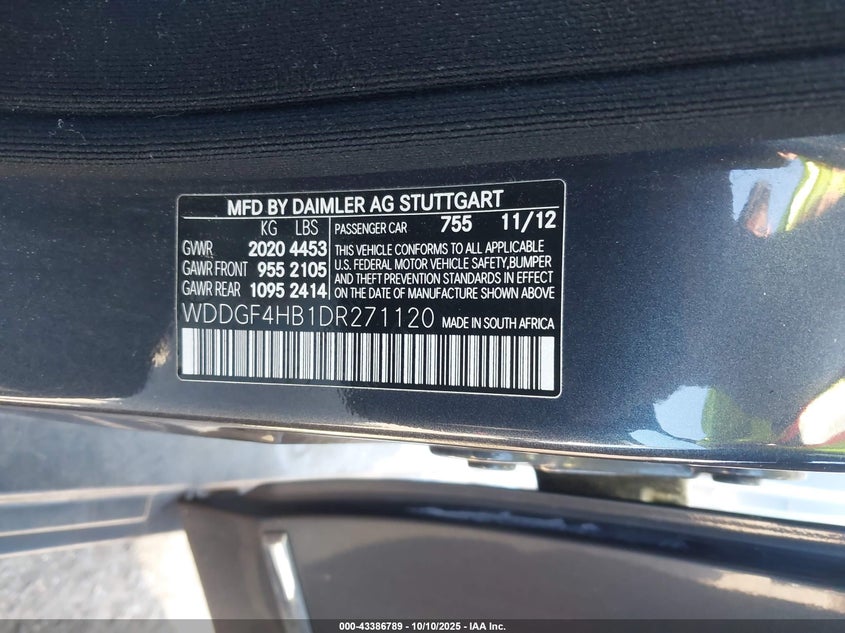 MFD BY DAIMLER AG STUTTGART
KG LBS
GVWR 2020 4453
GAWR FRONT 955 2105
GAWR REAR 1095 2414
PASSENGER CAR 755 11/12
THIS VEHICLE CONFORMS TO ALL APPLICABLE
U.S. FEDERAL MOTOR VEHICLE SAFETY,BUMPER
AND THEFT PREVENTION STANDARDS IN EFFECT
ON THE DATE OF MANUFACTURE SHOWN ABOVE
WDDGF4HB1DR271120 MADE IN SOUTH AFRICA
000-43386789 - 10/10/2025 - IAA Inc.